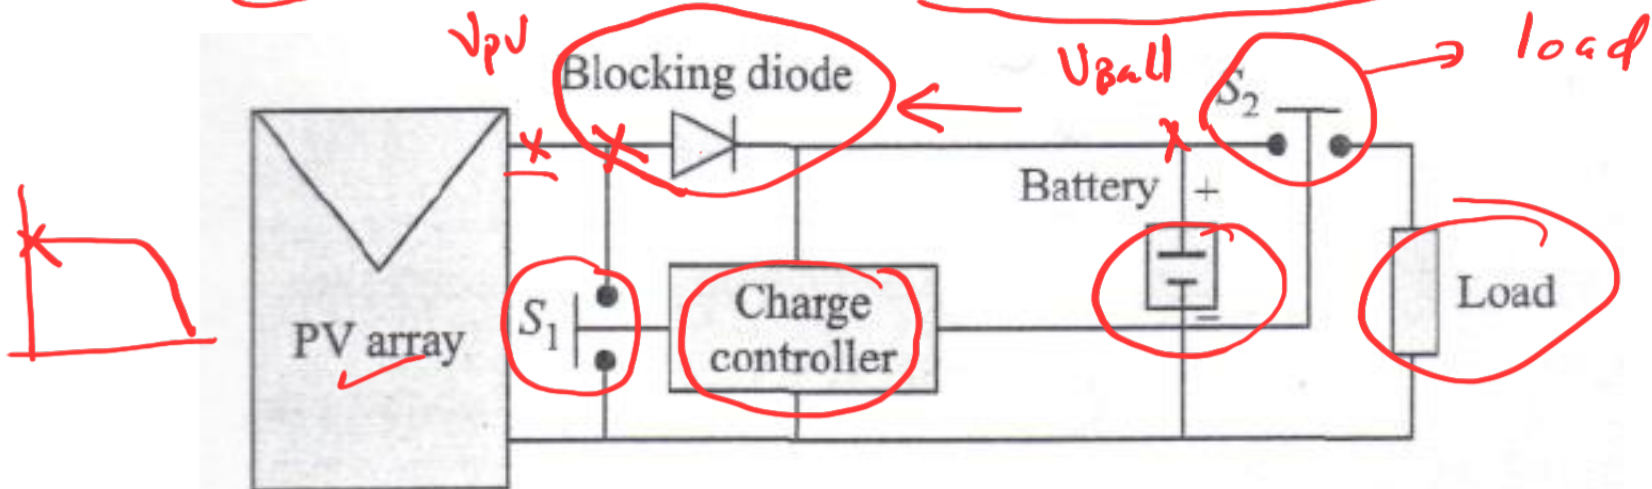 Vpv
Blocking diode
VBatt
S2
load
Battery +
S1
PV array
Charge
controller
−
Load